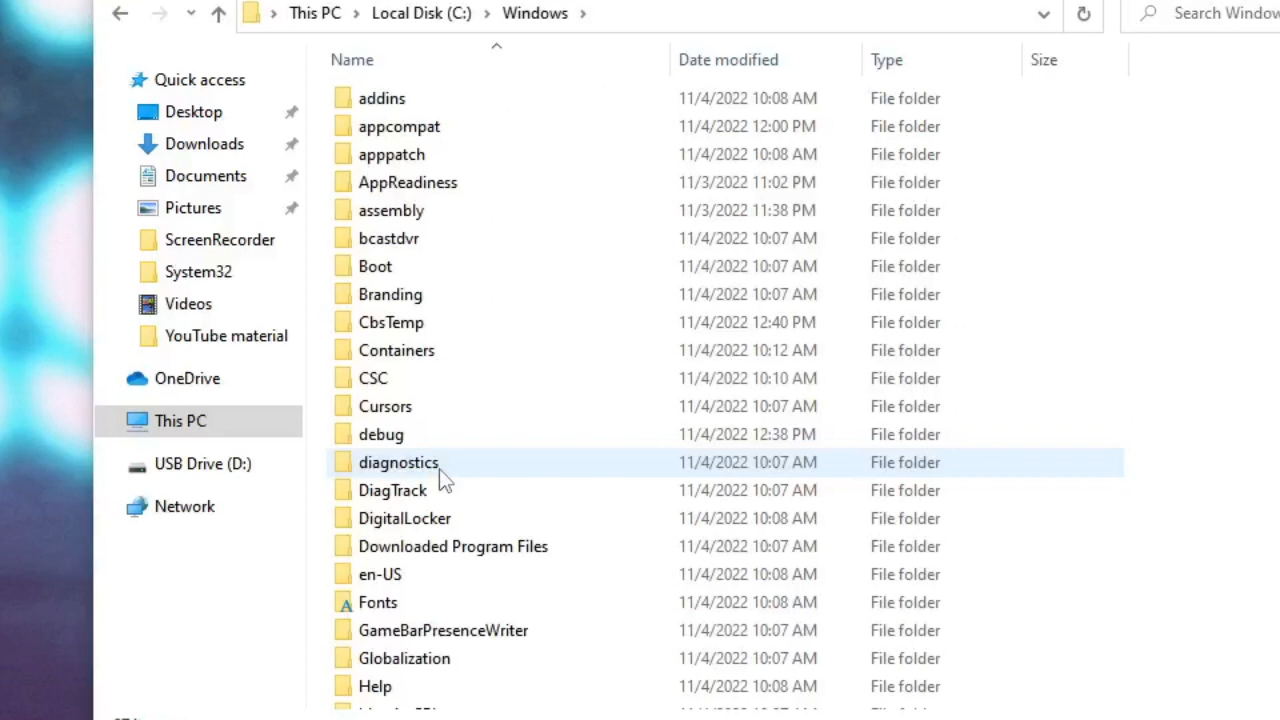 This PC Local Disk (C:) Windows Search Window
Name Date modified Type Size
Quick access
Desktop
Downloads
Documents
Pictures
ScreenRecorder
System32
Videos
YouTube material
OneDrive
This PC
USB Drive (D:)
Network
addins 11/4/2022 10:08 AM File folder
appcompat 11/4/2022 12:00 PM File folder
apppatch 11/4/2022 10:08 AM File folder
AppReadiness 11/3/2022 11:02 PM File folder
assembly 11/3/2022 11:38 PM File folder
bcastdvr 11/4/2022 10:07 AM File folder
Boot 11/4/2022 10:07 AM File folder
Branding 11/4/2022 10:07 AM File folder
CbsTemp 11/4/2022 12:40 PM File folder
Containers 11/4/2022 10:12 AM File folder
CSC 11/4/2022 10:10 AM File folder
Cursors 11/4/2022 10:07 AM File folder
debug 11/4/2022 12:38 PM File folder
diagnostics 11/4/2022 10:07 AM File folder
DiagTrack 11/4/2022 10:07 AM File folder
DigitalLocker 11/4/2022 10:08 AM File folder
Downloaded Program Files 11/4/2022 10:07 AM File folder
en-US 11/4/2022 10:08 AM File folder
Fonts 11/4/2022 10:08 AM File folder
GameBarPresenceWriter 11/4/2022 10:07 AM File folder
Globalization 11/4/2022 10:07 AM File folder
Help 11/4/2022 10:08 AM File folder